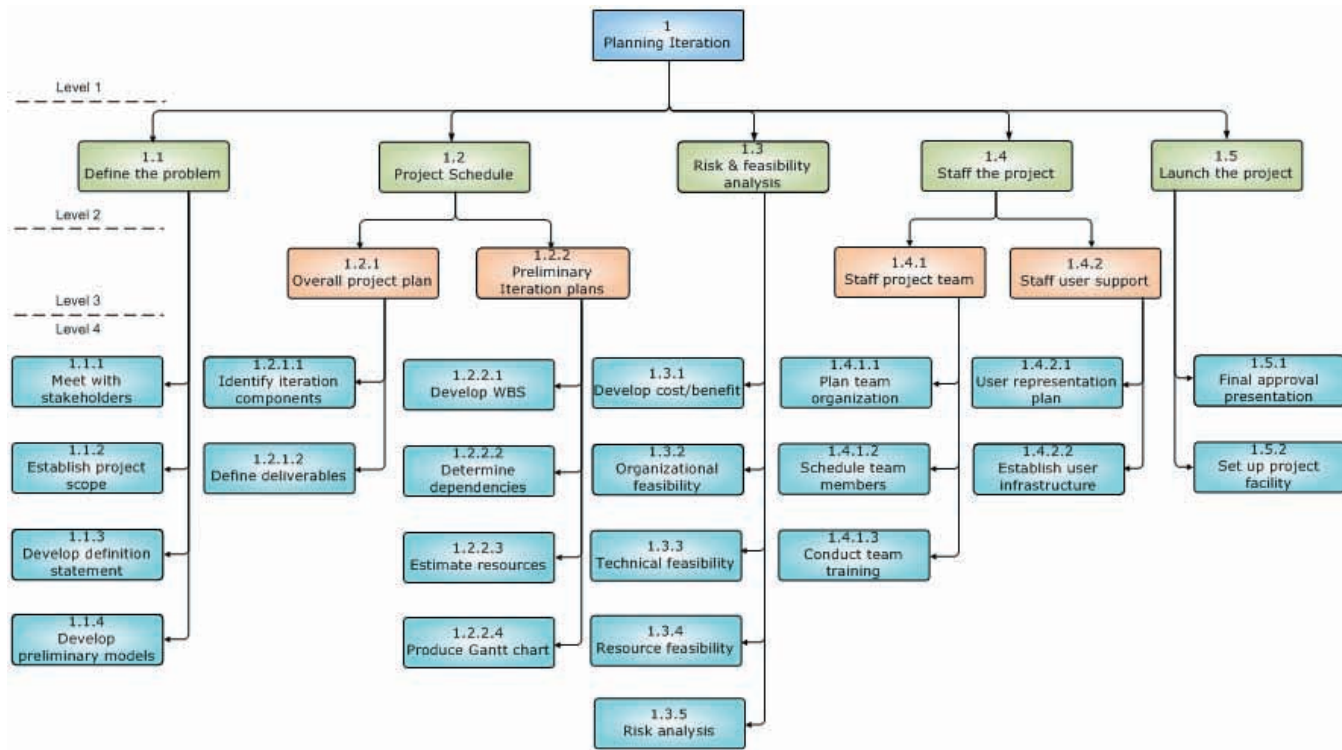 1
Planning Iteration
Level 1
1.1
Define the problem
1.2
Project Schedule
1.3
Risk & feasibility
analysis
1.4
Staff the project
1.5
Launch the project
Level 2
1.2.1
Overall project plan
1.2.2
Preliminary
Iteration plans
1.4.1
Staff project team
1.4.2
Staff user support
Level 3
Level 4
1.1.1
Meet with
stakeholders
1.1.2
Establish project
scope
1.1.3
Develop definition
statement
1.1.4
Develop
preliminary models
1.2.1.1
Identify iteration
components
1.2.1.2
Define deliverables
1.2.2.1
Develop WBS
1.2.2.2
Determine
dependencies
1.2.2.3
Estimate resources
1.2.2.4
Produce Gantt chart
1.3.1
Develop cost/benefit
1.3.2
Organizational
feasibility
1.3.3
Technical feasibility
1.3.4
Resource feasibility
1.3.5
Risk analysis
1.4.1.1
Plan team
organization
1.4.1.2
Schedule team
members
1.4.1.3
Conduct team
training
1.4.2.1
User representation
plan
1.4.2.2
Establish user
infrastructure
1.5.1
Final approval
presentation
1.5.2
Set up project
facility